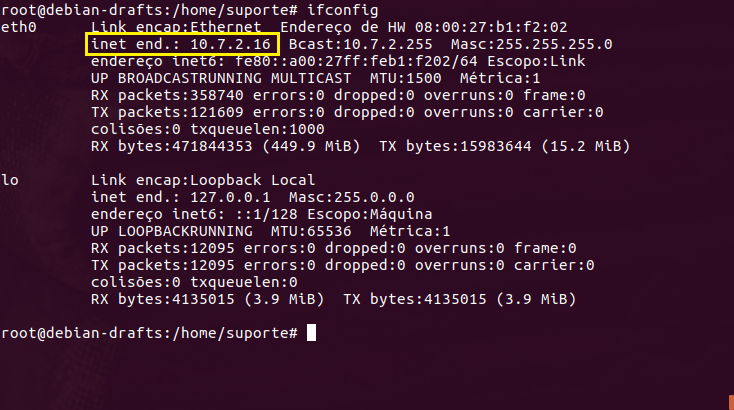 root@debian-drafts:/home/suporte# ifconfig
eth0      Link encap:Ethernet  Endereço de HW 08:00:27:b1:f2:02
          inet end.: 10.7.2.16  Bcast:10.7.2.255  Masc:255.255.255.0
          endereço inet6: fe80::a00:27ff:feb1:f202/64 Escopo:Link
          UP BROADCASTRUNNING MULTICAST  MTU:1500  Métrica:1
          RX packets:358740 errors:0 dropped:0 overruns:0 frame:0
          TX packets:121609 errors:0 dropped:0 overruns:0 carrier:0
          colisões:0 txqueuelen:1000
          RX bytes:471844353 (449.9 MiB)  TX bytes:15983644 (15.2 MiB)
lo        Link encap:Loopback Local
          inet end.: 127.0.0.1  Masc:255.0.0.0
          endereço inet6: ::1/128 Escopo:Máquina
          UP LOOPBACKRUNNING  MTU:65536  Métrica:1
          RX packets:12095 errors:0 dropped:0 overruns:0 frame:0
          TX packets:12095 errors:0 dropped:0 overruns:0 carrier:0
          colisões:0 txqueuelen:0
          RX bytes:4135015 (3.9 MiB)  TX bytes:4135015 (3.9 MiB)
root@debian-drafts:/home/suporte#